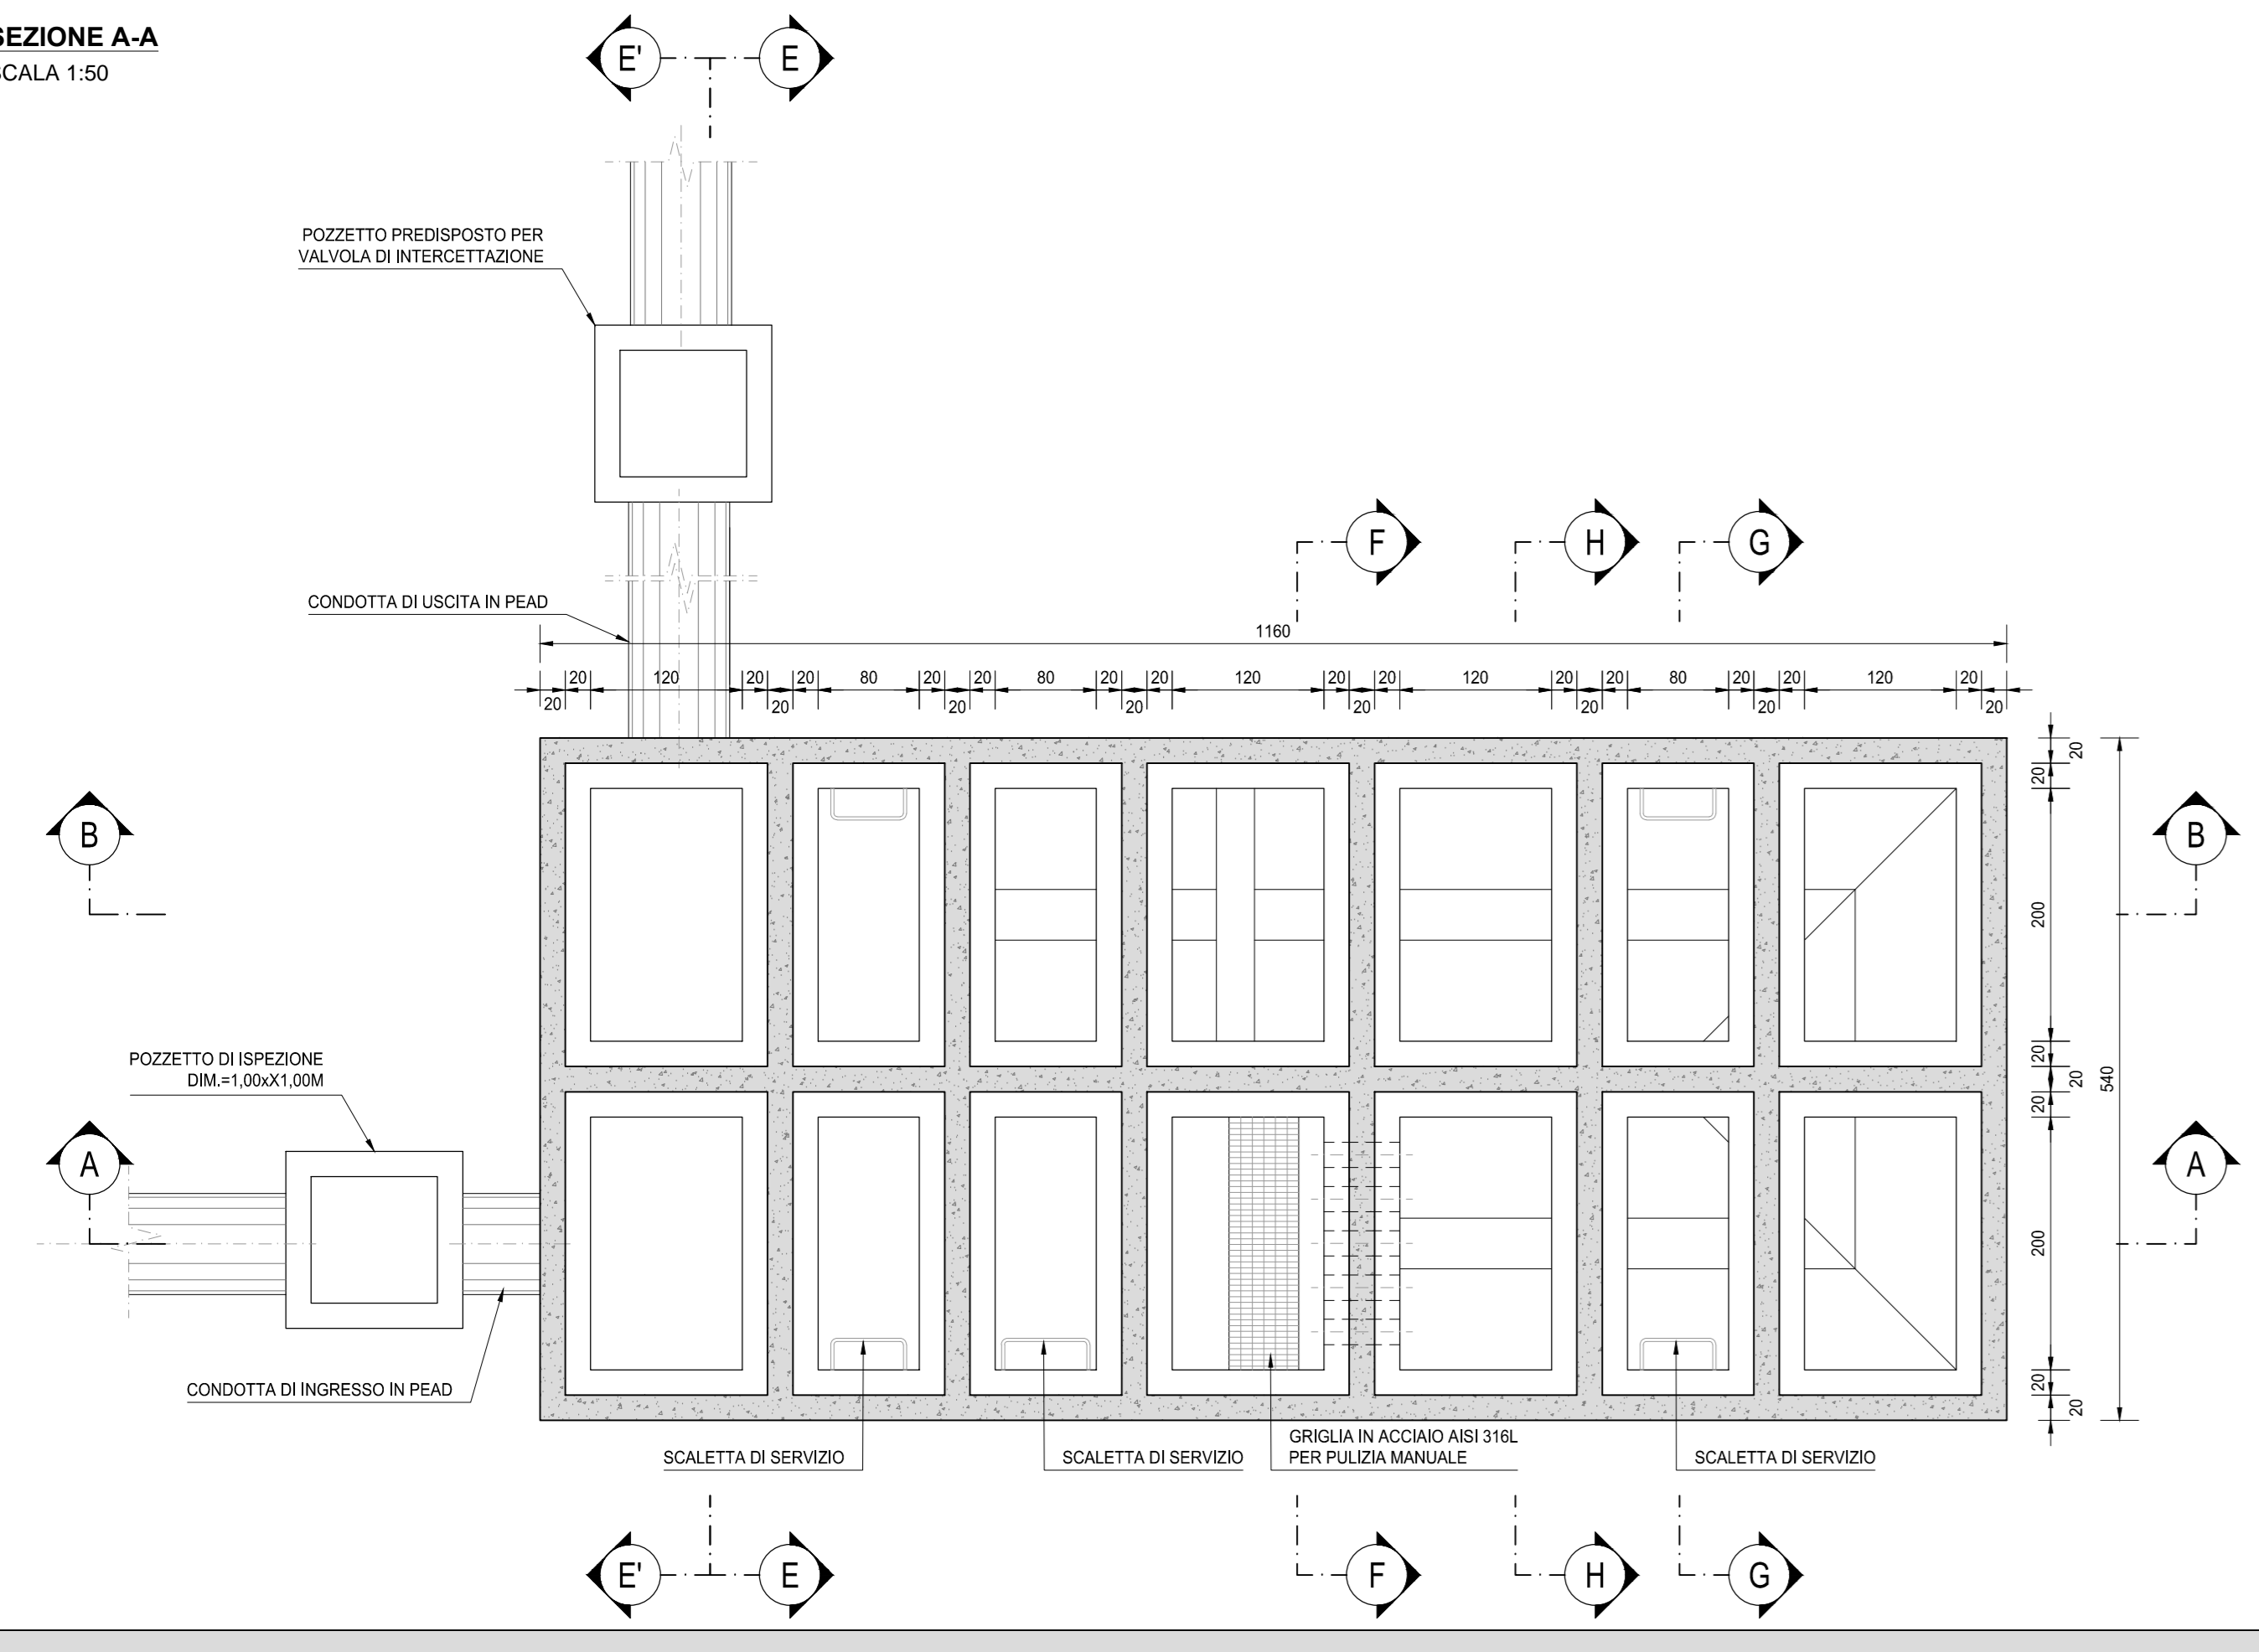 SEZIONE A-A
SCALA 1:50
E'
E
POZZETTO PREDISPOSTO PER
VALVOLA DI INTERCETTAZIONE
F
H
G
CONDOTTA DI USCITA IN PEAD
1160
20 120 20 20 80 20 20 80 20 20 120 20 20 120 20 20 80 20 20 120 20
20 20 20 20 20 20 20 20
20
20
B
B
200
POZZETTO DI ISPEZIONE
DIM.=1,00xX1,00M
20
20
20
540
A
A
200
CONDOTTA DI INGRESSO IN PEAD
20
20
SCALETTA DI SERVIZIO
SCALETTA DI SERVIZIO
GRIGLIA IN ACCIAIO AISI 316L
PER PULIZIA MANUALE
SCALETTA DI SERVIZIO
E'
E
F
H
G